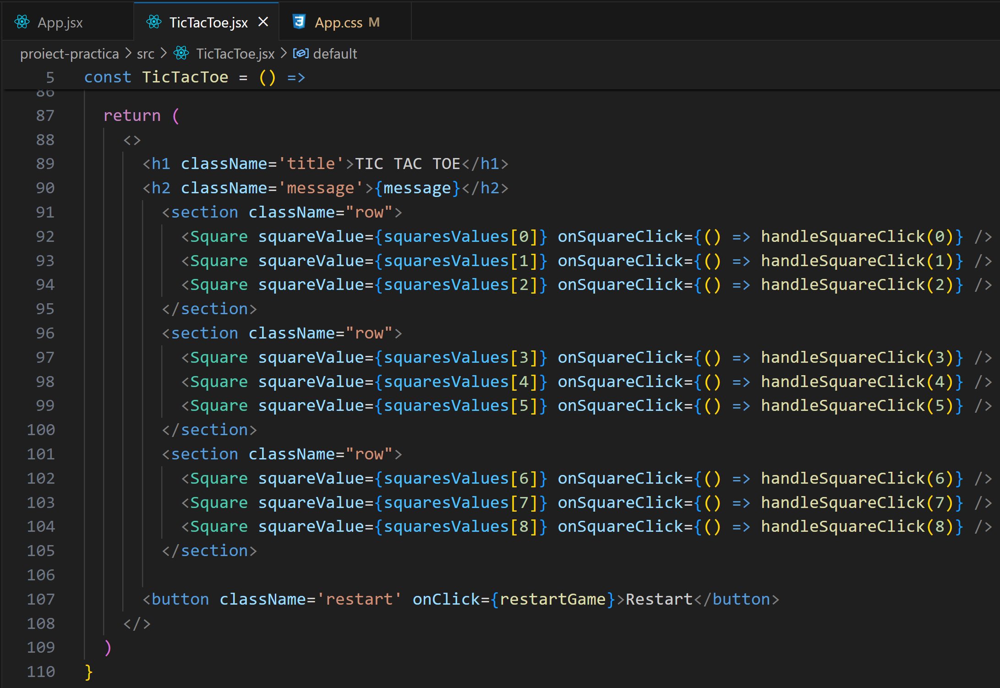 App.jsx TicTacToe.jsx App.css M
proiect-practica > src > TicTacToe.jsx > default
5 const TicTacToe = () =>
86
87 return (
88 <>
89 <h1 className='title'>TIC TAC TOE</h1>
90 <h2 className='message'>{message}</h2>
91 <section className="row">
92 <Square squareValue={squaresValues[0]} onSquareClick={() => handleSquareClick(0)} />
93 <Square squareValue={squaresValues[1]} onSquareClick={() => handleSquareClick(1)} />
94 <Square squareValue={squaresValues[2]} onSquareClick={() => handleSquareClick(2)} />
95 </section>
96 <section className="row">
97 <Square squareValue={squaresValues[3]} onSquareClick={() => handleSquareClick(3)} />
98 <Square squareValue={squaresValues[4]} onSquareClick={() => handleSquareClick(4)} />
99 <Square squareValue={squaresValues[5]} onSquareClick={() => handleSquareClick(5)} />
100 </section>
101 <section className="row">
102 <Square squareValue={squaresValues[6]} onSquareClick={() => handleSquareClick(6)} />
103 <Square squareValue={squaresValues[7]} onSquareClick={() => handleSquareClick(7)} />
104 <Square squareValue={squaresValues[8]} onSquareClick={() => handleSquareClick(8)} />
105 </section>
106
107 <button className='restart' onClick={restartGame}>Restart</button>
108 </>
109 )
110 }